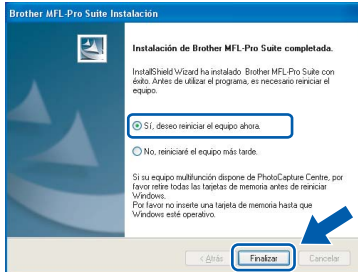 Brother MFL-Pro Suite Instalación
Instalación de Brother MFL-Pro Suite completada.
InstallShield Wizard ha instalado Brother MFL-Pro Suite con
éxito. Antes de utilizar el programa, es necesario reiniciar el
equipo.
Sí, deseo reiniciar el equipo ahora.
No, reiniciaré el equipo más tarde.
Si su equipo multifunción dispone de PhotoCapture Centre, por
favor retire todas las tarjetas de memoria antes de reiniciar
Windows.
Por favor no inserte una tarjeta de memoria hasta que
Windows esté operativo.
< Atrás
Finalizar
Cancelar